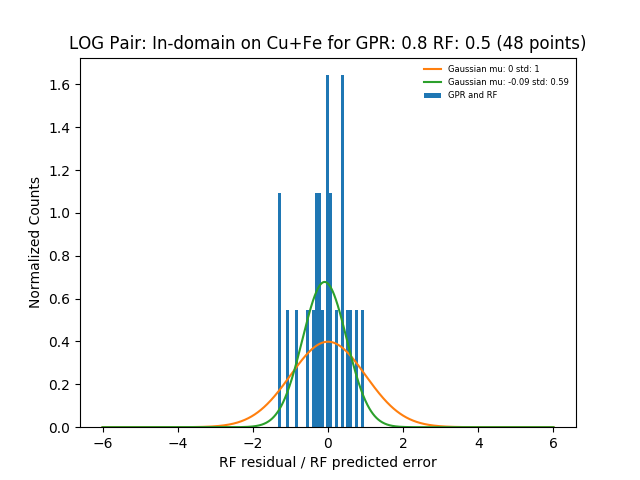 LOG Pair: In-domain on Cu+Fe for GPR: 0.8 RF: 0.5 (48 points)
Gaussian mu: 0 std: 1
Gaussian mu: -0.09 std: 0.59
GPR and RF
1.6
1.4
1.2
1.0
0.8
0.6
0.4
0.2
0.0
Normalized Counts
−6 −4 −2 0 2 4 6
RF residual / RF predicted error